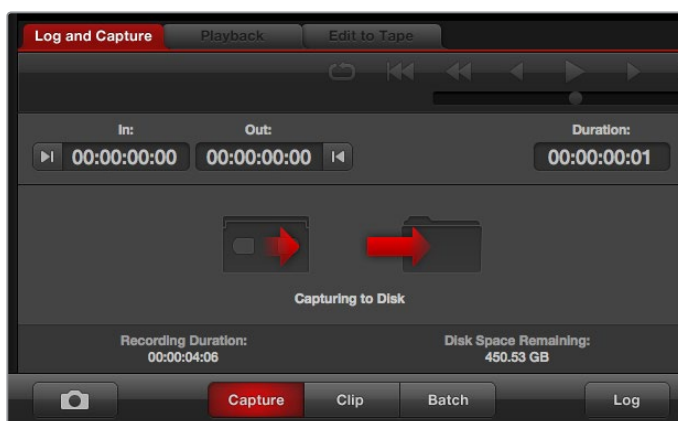 Log and Capture Playback Edit to Tape
In: Out: Duration:
00:00:00:00 00:00:00:00 00:00:00:01
Capturing to Disk
Recording Duration: Disk Space Remaining:
00:00:04:06 450.53 GB
Capture Clip Batch Log